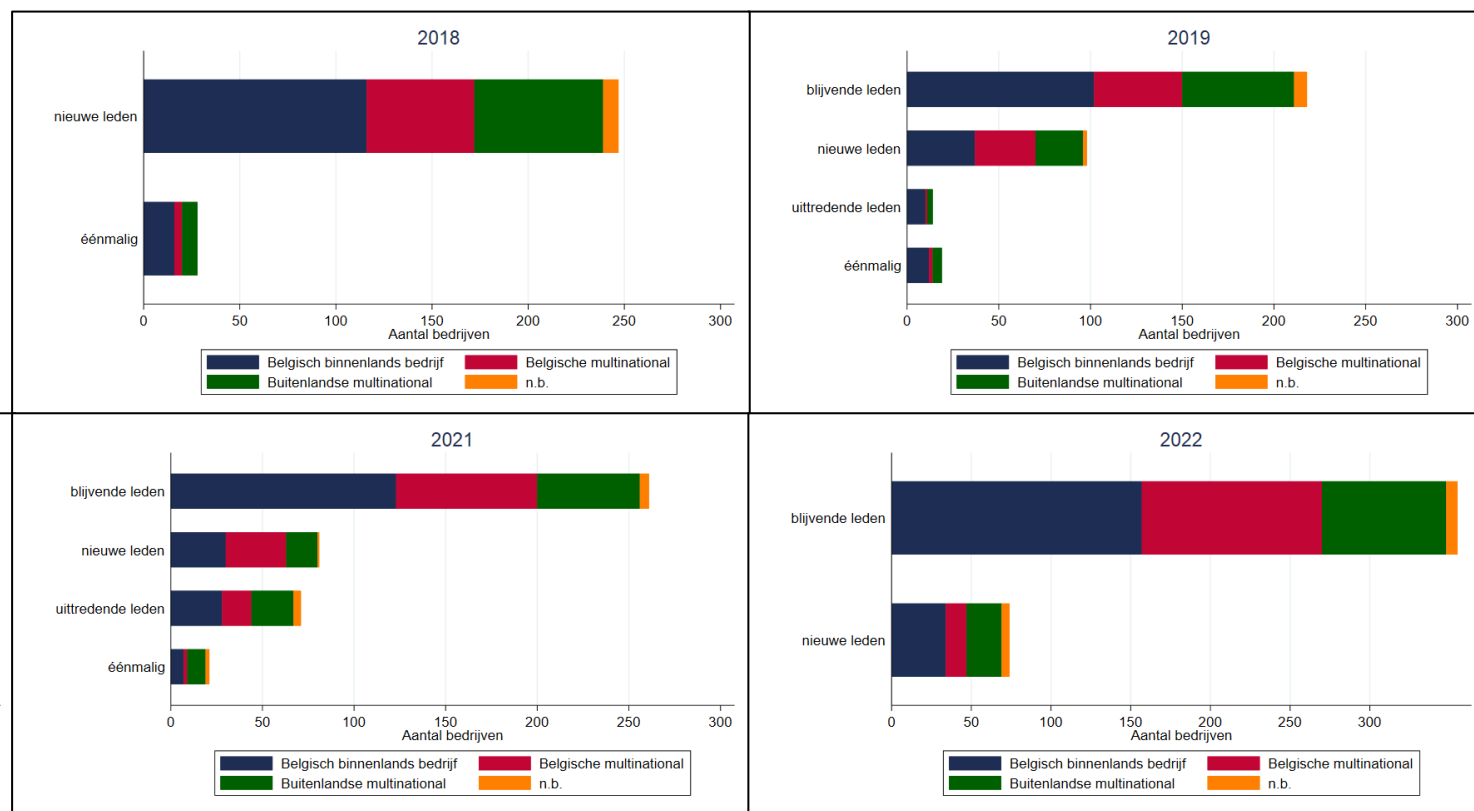 2018
nieuwe leden
éénmalig
0 50 100 150 200 250 300
Aantal bedrijven
Belgisch binnenlands bedrijf Belgische multinational
Buitenlandse multinational n.b.
2019
blijvende leden
nieuwe leden
uittredende leden
éénmalig
0 50 100 150 200 250 300
Aantal bedrijven
Belgisch binnenlands bedrijf Belgische multinational
Buitenlandse multinational n.b.
2021
blijvende leden
nieuwe leden
uittredende leden
éénmalig
0 50 100 150 200 250 300
Aantal bedrijven
Belgisch binnenlands bedrijf Belgische multinational
Buitenlandse multinational n.b.
2022
blijvende leden
nieuwe leden
0 50 100 150 200 250 300
Aantal bedrijven
Belgisch binnenlands bedrijf Belgische multinational
Buitenlandse multinational n.b.